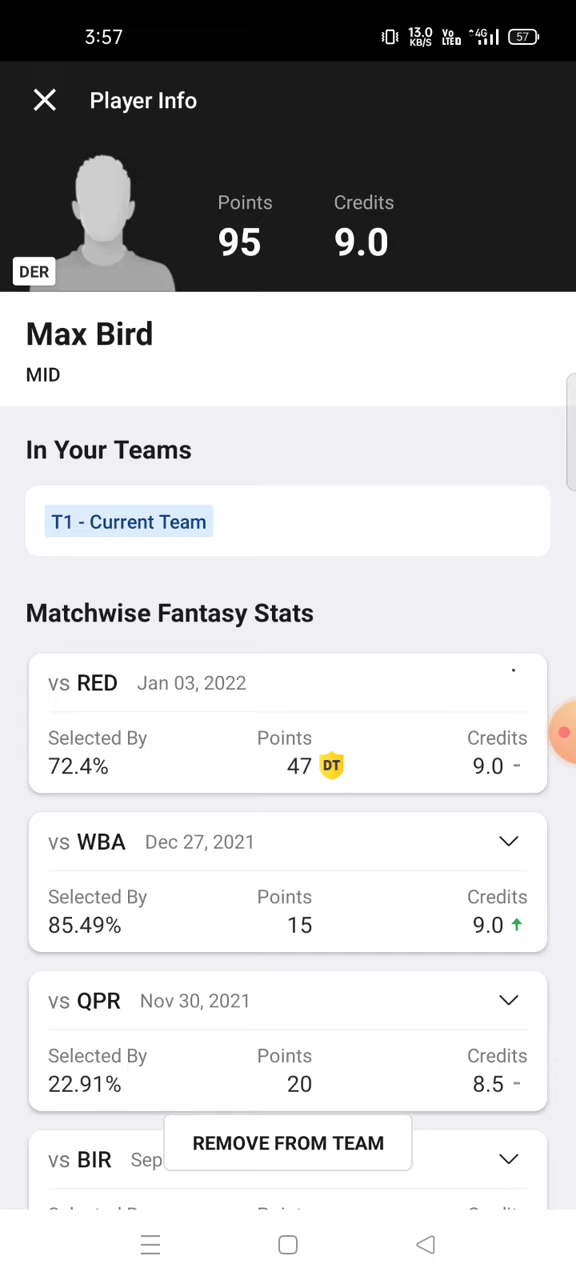 3:57 13.0 KB/S Vo LTED 4G 57
Player Info
Points Credits
95 9.0
DER
Max Bird
MID
In Your Teams
T1 - Current Team
Matchwise Fantasy Stats
vs RED Jan 03, 2022
Selected By Points Credits
72.4% 47 DT 9.0 -
vs WBA Dec 27, 2021
Selected By Points Credits
85.49% 15 9.0
vs QPR Nov 30, 2021
Selected By Points Credits
22.91% 20 8.5 -
REMOVE FROM TEAM
vs BIR Sep